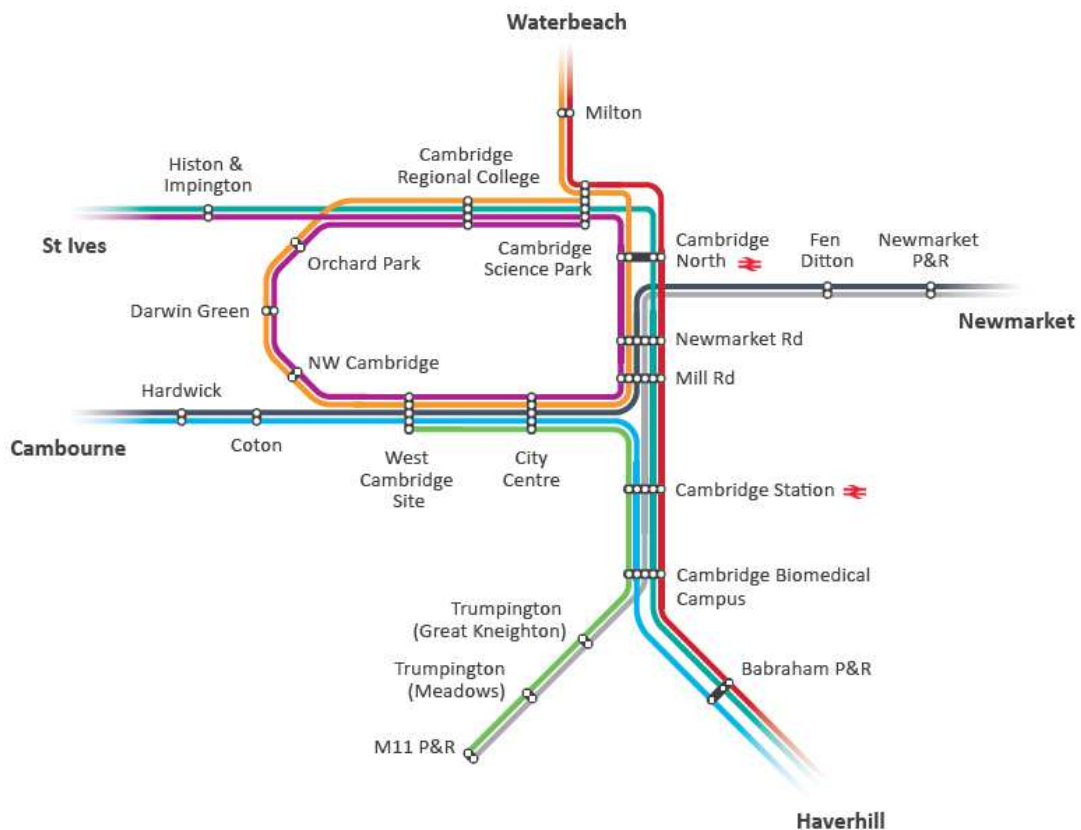 Waterbeach
Milton
Cambridge
Regional College
Histon &
Impington
St Ives
Orchard Park
Cambridge
Science Park
Cambridge
North
Fen
Ditton
Newmarket
P&R
Newmarket
Darwin Green
Newmarket Rd
NW Cambridge
Mill Rd
Hardwick
Cambourne
Coton
West
Cambridge
Site
City
Centre
Cambridge Station
Cambridge Biomedical
Campus
Trumpington
(Great Kneighton)
Trumpington
(Meadows)
Babraham P&R
M11 P&R
Haverhill